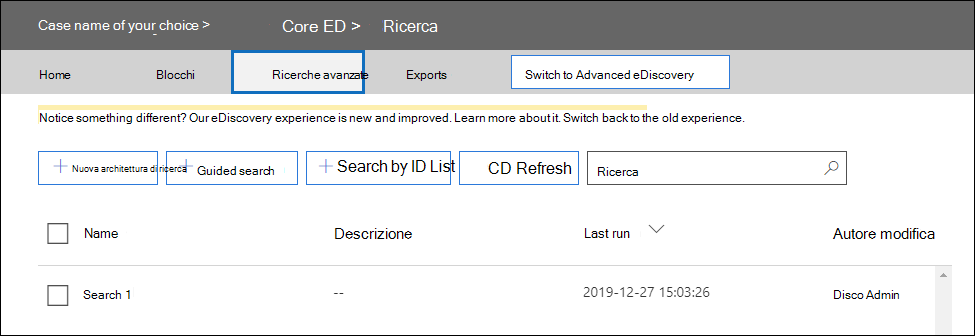 Case name of your choice > Core ED > Ricerca
Home Blocchi Ricerche avanzate Exports Switch to Advanced eDiscovery
Notice something different? Our eDiscovery experience is new and improved. Learn more about it. Switch back to the old experience.
+ Nuova architettura di ricerca + Guided search + Search by ID List CD Refresh Ricerca
Name Descrizione Last run Autore modifica
Search 1 -- 2019-12-27 15:03:26 Disco Admin